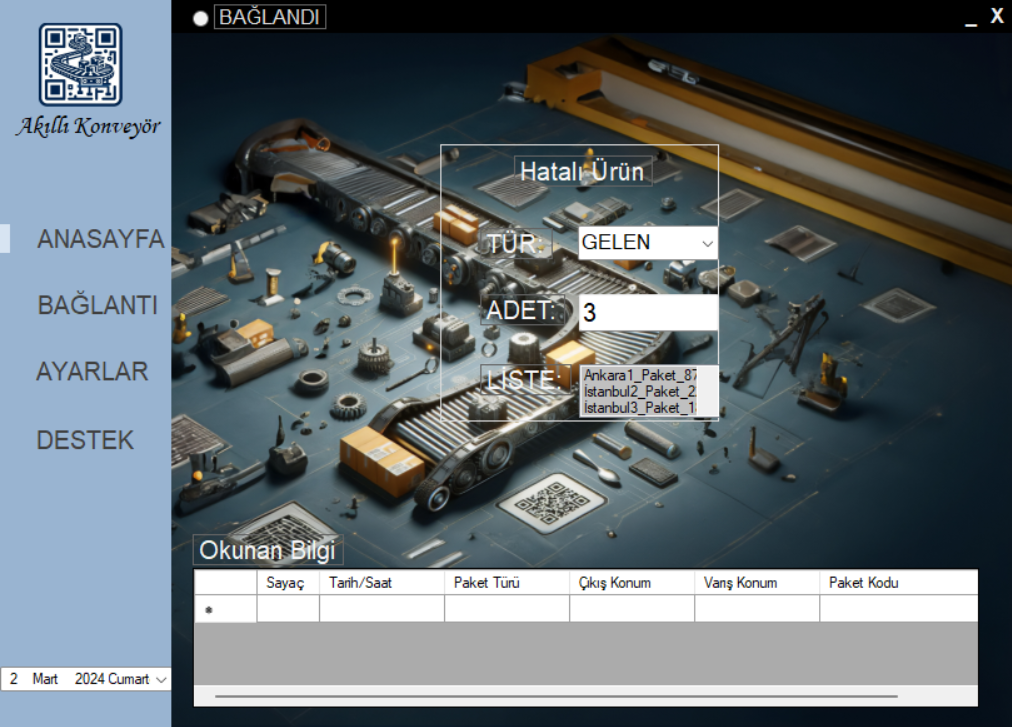 BAĞLANDI
_ X
Akıllı Konveyör
ANASAYFA
BAĞLANTI
AYARLAR
DESTEK
Hatalı Ürün
TÜR: GELEN
ADET: 3
LİSTE: Ankara1_Paket_87
İstanbul2_Paket_2
İstanbul3_Paket_1
Okunan Bilgi
Sayaç Tarih/Saat Paket Türü Çıkış Konum Varış Konum Paket Kodu
*
2 Mart 2024 Cumart